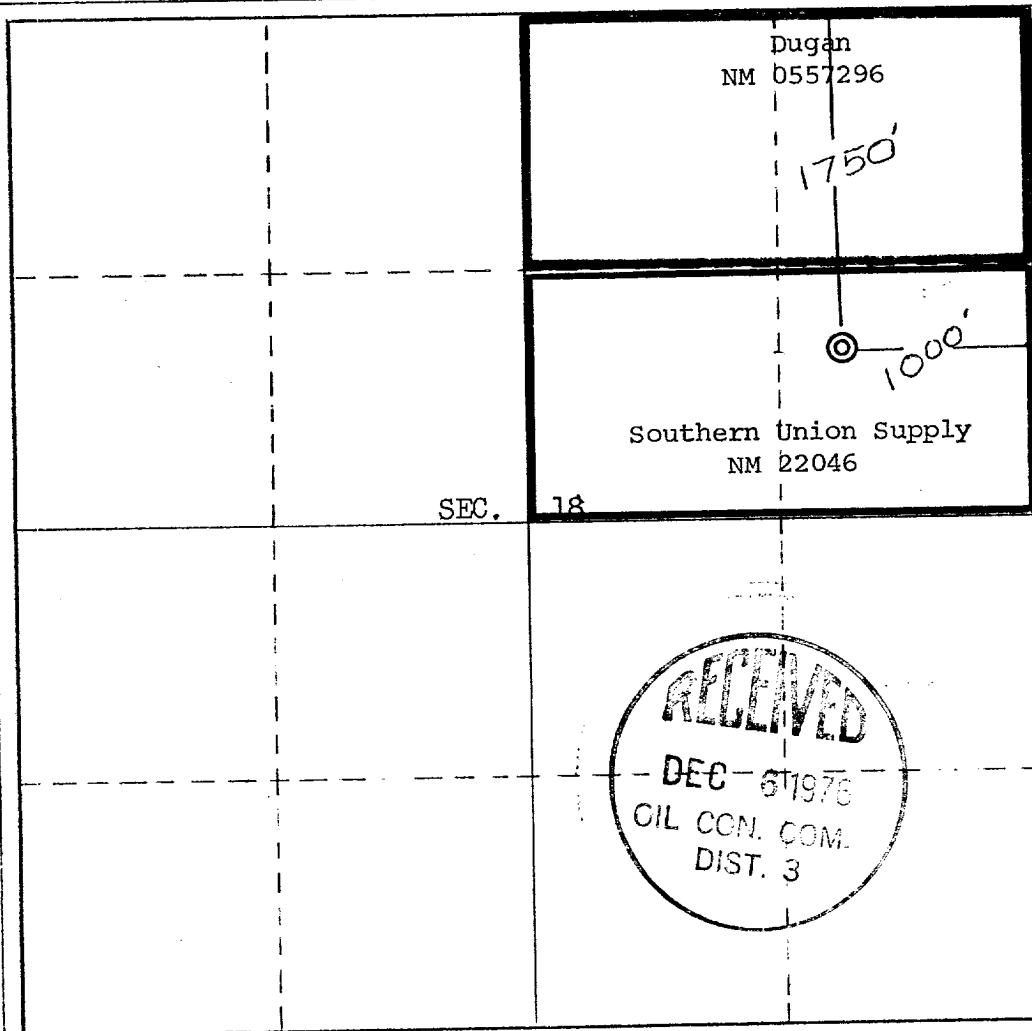 Dugan
NM 0557296
1750'
1000'
Southern Union Supply
NM 22046
SEC. 18
RECEIVED
DEC 6 1976
OIL CON. COM.
DIST. 3